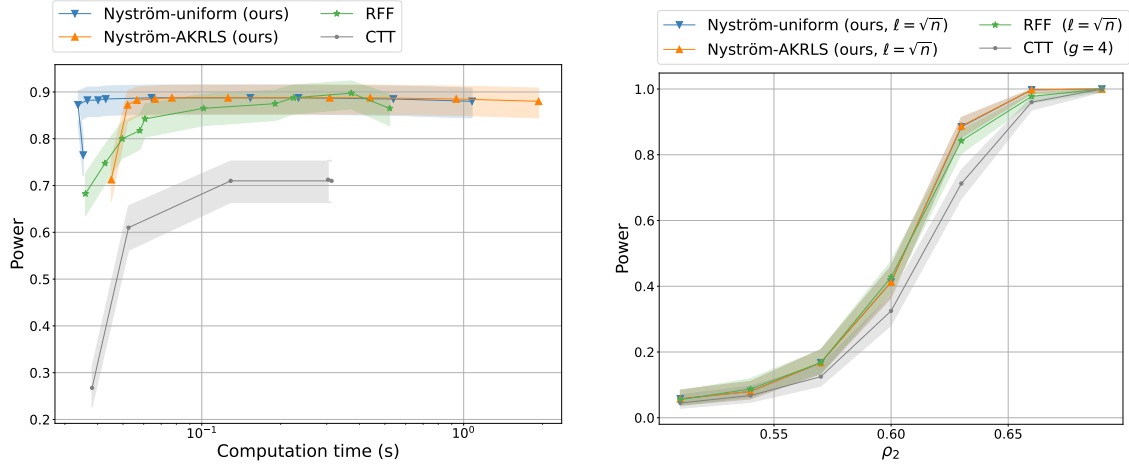 Nyström-uniform (ours)
Nyström-AKRLS (ours)
RFF
CTT
0.9
0.8
0.7
0.6
0.5
0.4
0.3
0.2
Power
10⁻¹
10⁰
Computation time (s)
Nyström-uniform (ours, ℓ = √n)
Nyström-AKRLS (ours, ℓ = √n)
RFF (ℓ = √n)
CTT (g = 4)
1.0
0.8
0.6
0.4
0.2
0.0
Power
0.55
0.60
0.65
ρ₂